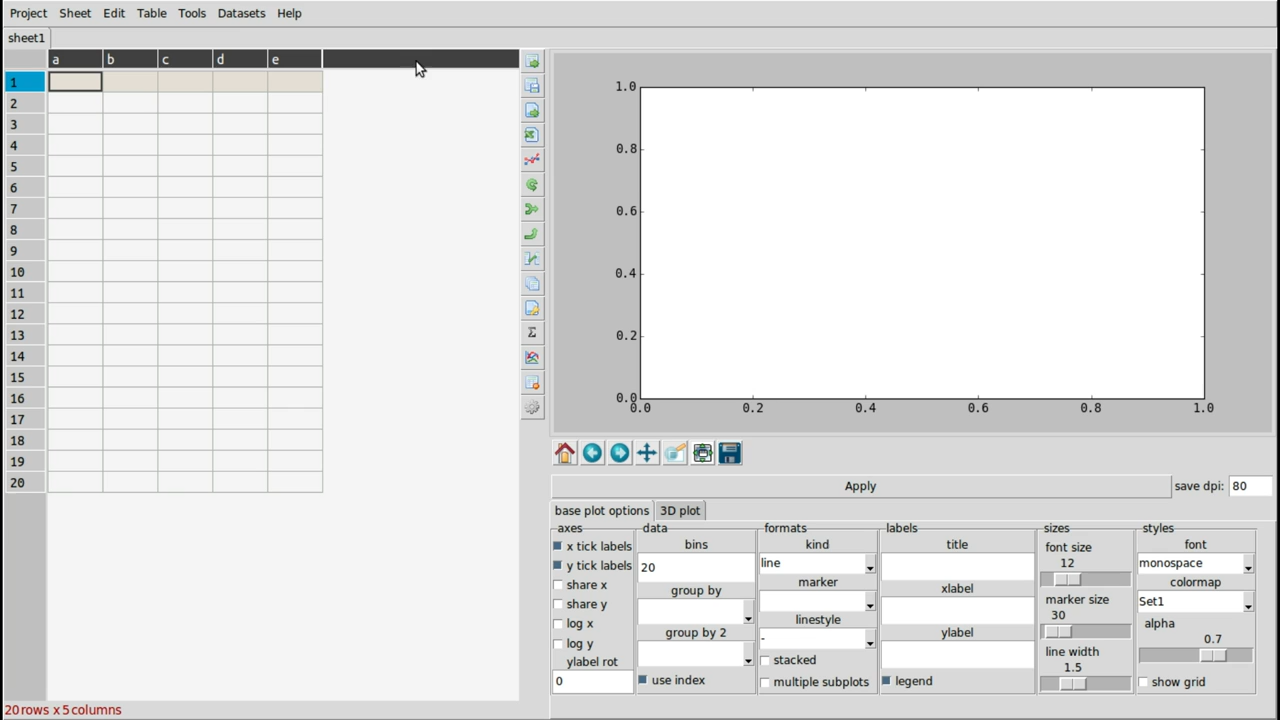 Project Sheet Edit Table Tools Datasets Help
sheet1
a b c d e
1
2
3
4
5
6
7
8
9
10
11
12
13
14
15
16
17
18
19
20
20 rows x 5 columns
Σ
1.0
0.8
0.6
0.4
0.2
0.0
0.0 0.2 0.4 0.6 0.8 1.0
Apply save dpi: 80
base plot options 3D plot
axes
x tick labels
y tick labels
share x
share y
log x
log y
ylabel rot
0
data
bins
20
group by
group by 2
use index
formats
kind
line
marker
linestyle
-
stacked
multiple subplots
labels
title
xlabel
ylabel
legend
sizes
font size
12
marker size
30
line width
1.5
styles
font
monospace
colormap
Set1
alpha
0.7
show grid